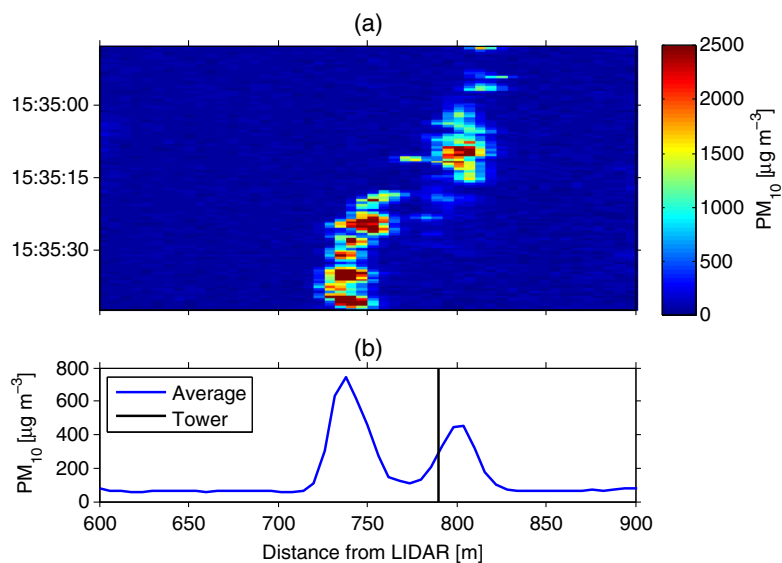 (a)
15:35:00
15:35:15
15:35:30
2500
2000
1500
1000
500
0
PM₁₀ [µg m⁻³]
(b)
800
600
400
200
0
PM₁₀ [µg m⁻³]
Average
Tower
600 650 700 750 800 850 900
Distance from LIDAR [m]